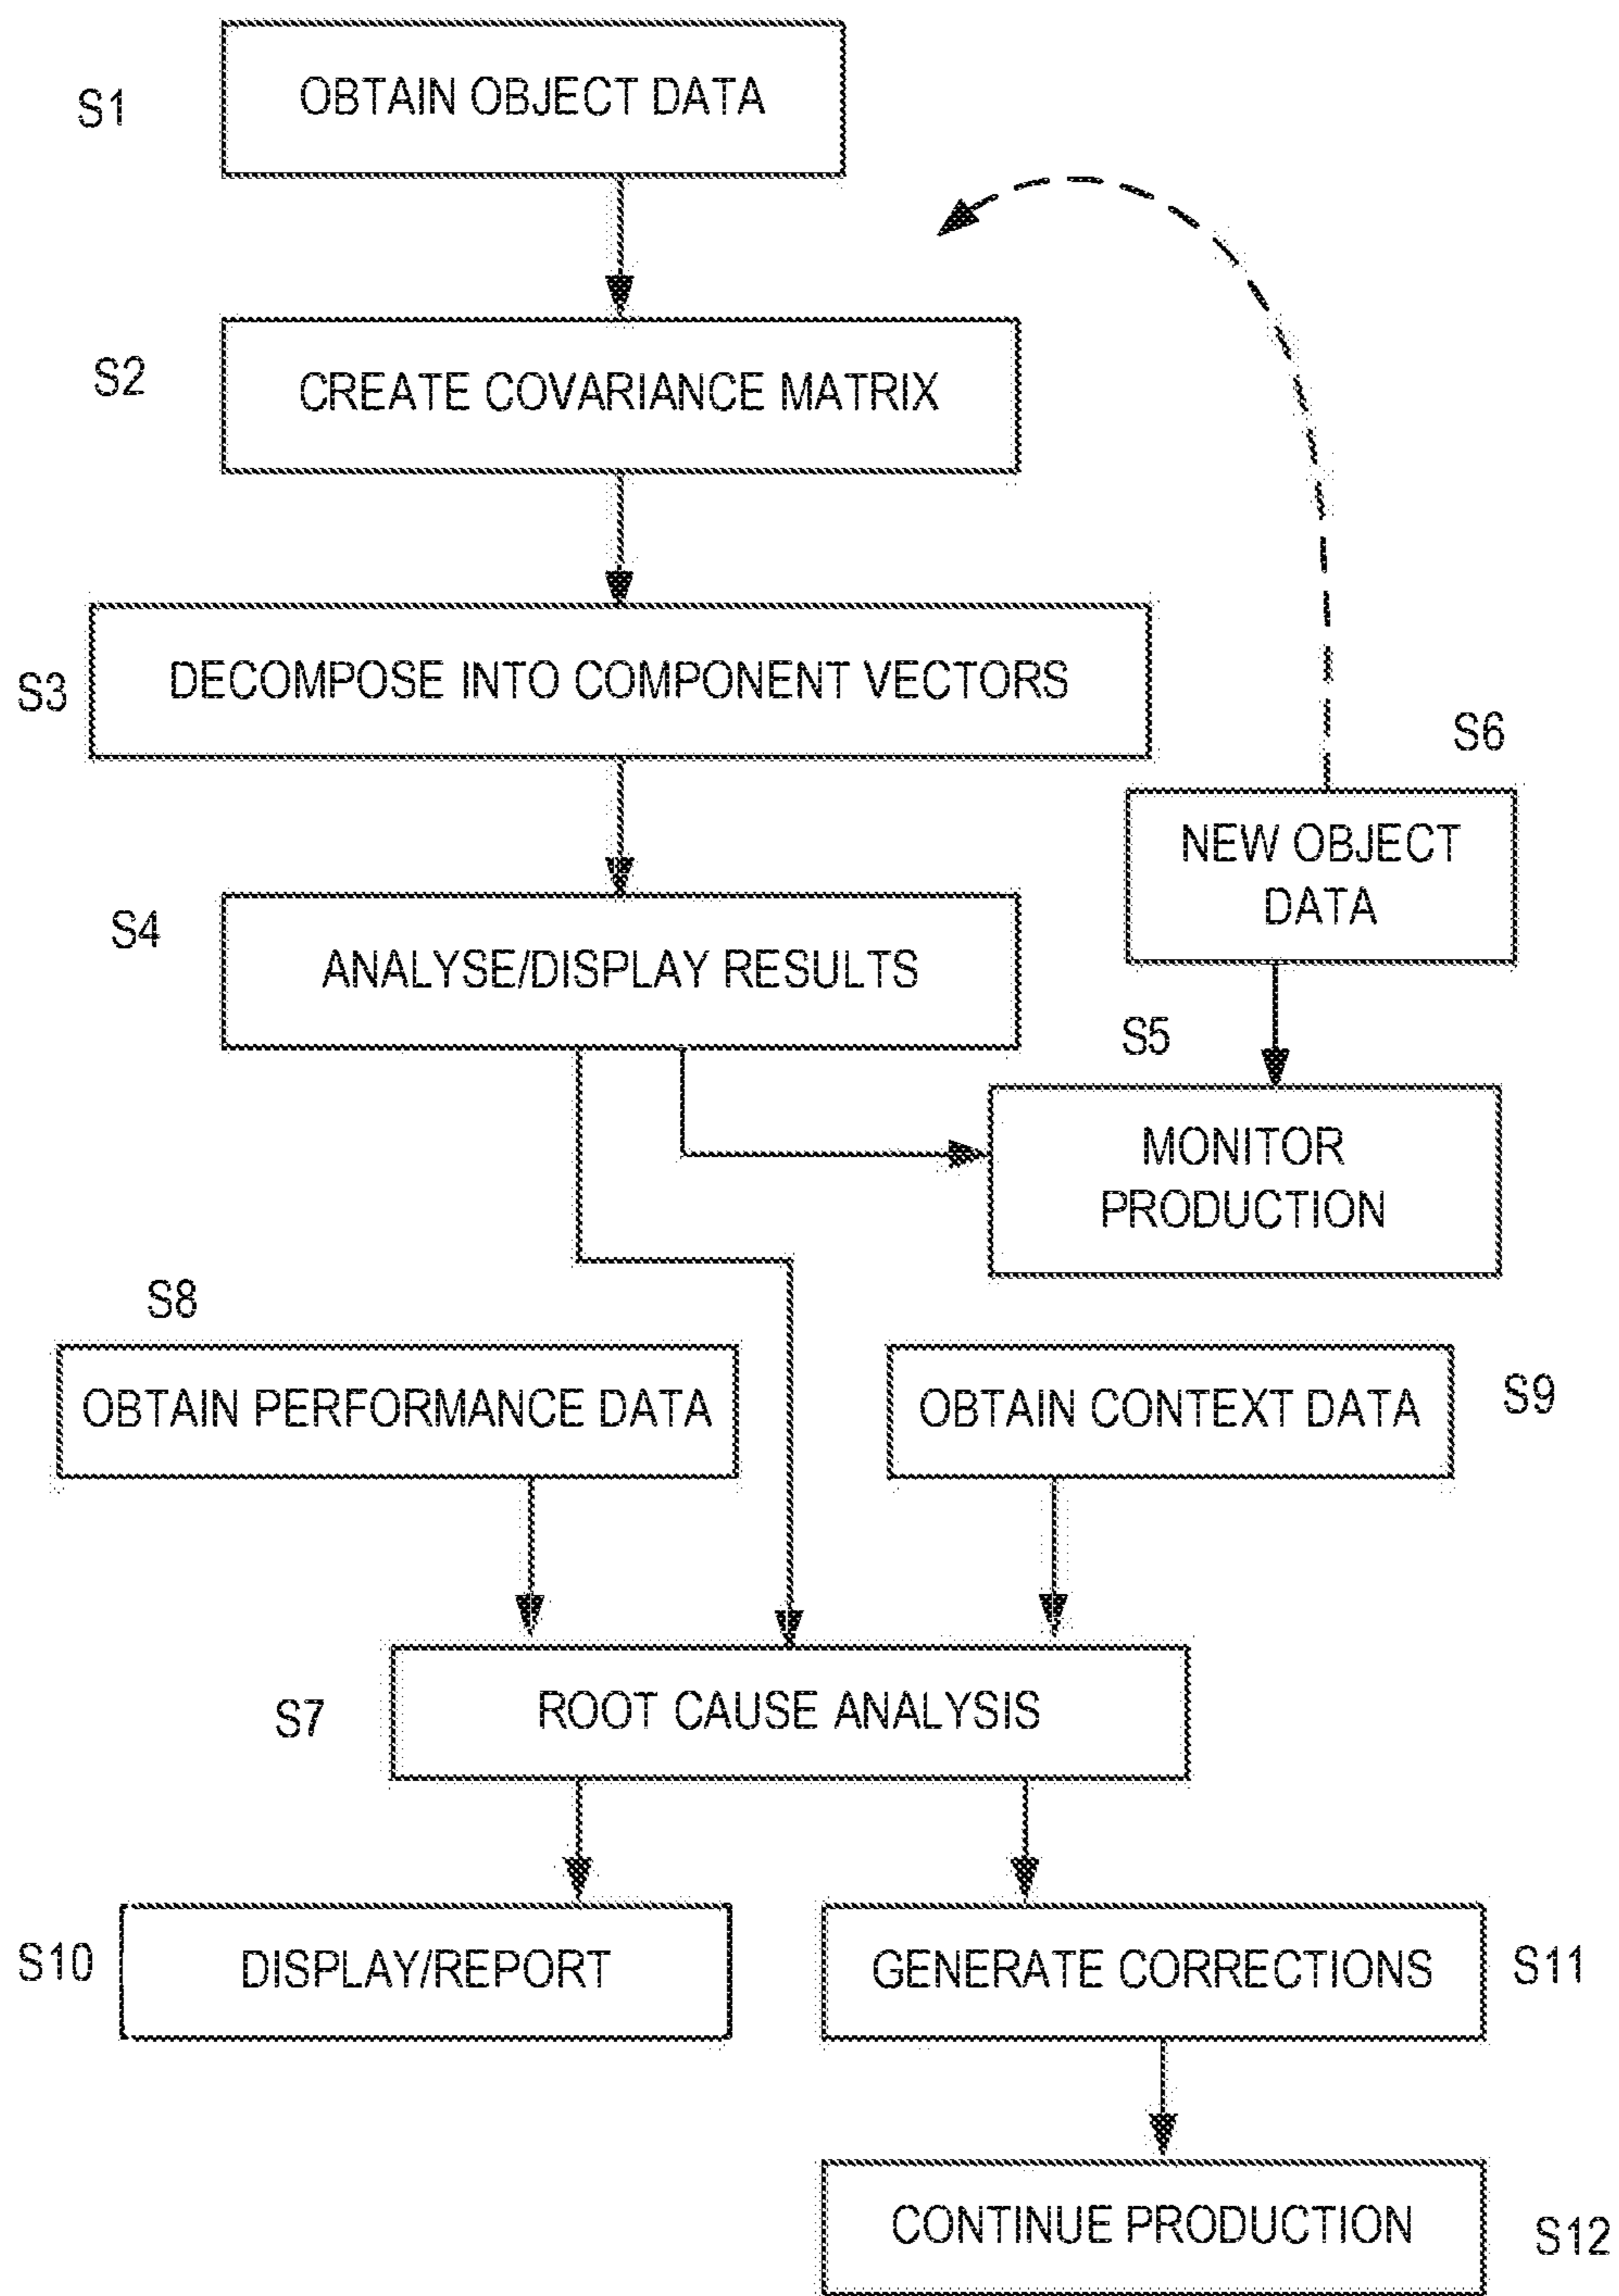 S1
OBTAIN OBJECT DATA
S2
CREATE COVARIANCE MATRIX
S3
DECOMPOSE INTO COMPONENT VECTORS
S6
NEW OBJECT
DATA
S4
ANALYSE/DISPLAY RESULTS
S5
MONITOR
PRODUCTION
S8
OBTAIN PERFORMANCE DATA
OBTAIN CONTEXT DATA
S9
S7
ROOT CAUSE ANALYSIS
S10
DISPLAY/REPORT
GENERATE CORRECTIONS
S11
CONTINUE PRODUCTION
S12